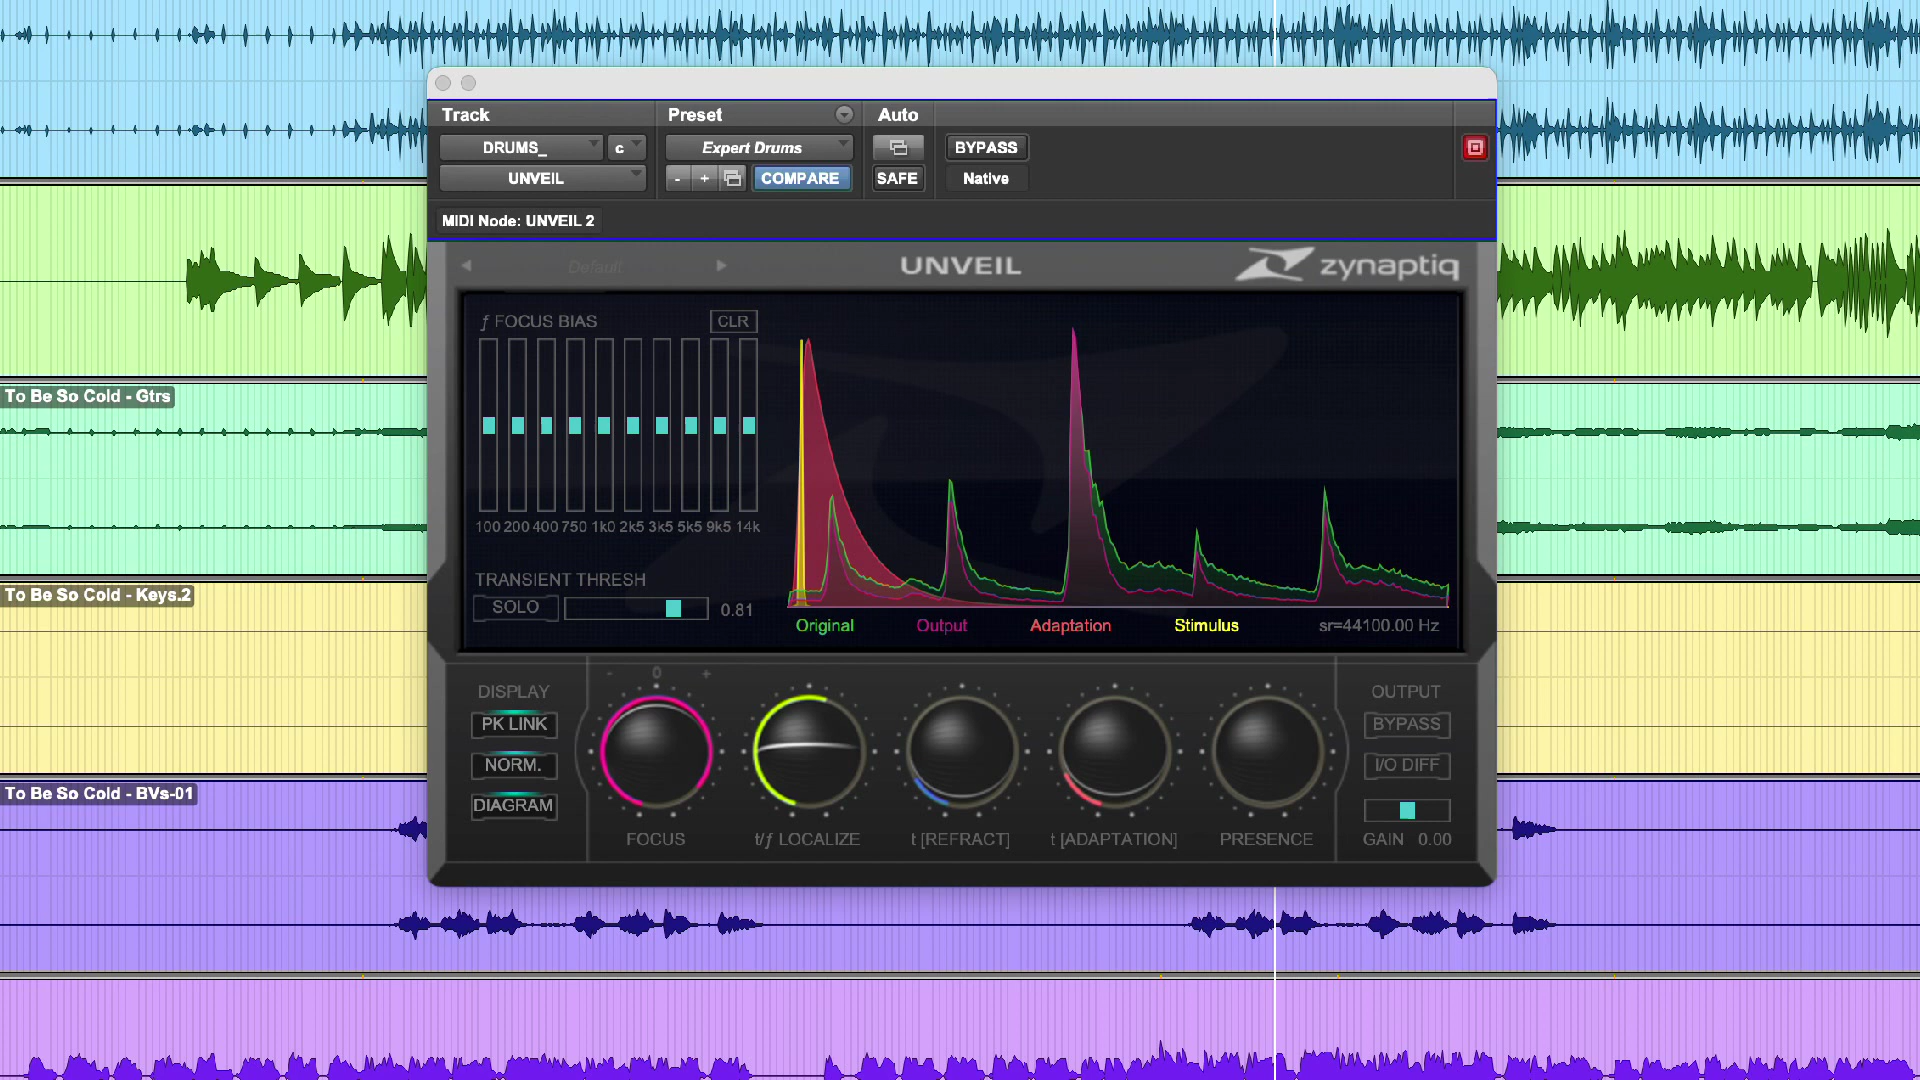 Track
Preset
Auto
DRUMS_
c
Expert Drums
BYPASS
UNVEIL
- +
COMPARE
SAFE
Native
MIDI Node: UNVEIL 2
Default
UNVEIL
zynaptiq
ƒ FOCUS BIAS
CLR
To Be So Cold - Gtrs
100 200 400 750 1k0 2k5 3k5 5k5 9k5 14k
TRANSIENT THRESH
SOLO
0.81
To Be So Cold - Keys.2
Original
Output
Adaptation
Stimulus
sr=44100.00 Hz
- 0 +
DISPLAY
PK LINK
NORM.
DIAGRAM
OUTPUT
BYPASS
I/O DIFF
To Be So Cold - BVs-01
FOCUS
t/ƒ LOCALIZE
t [REFRACT]
t [ADAPTATION]
PRESENCE
GAIN 0.00